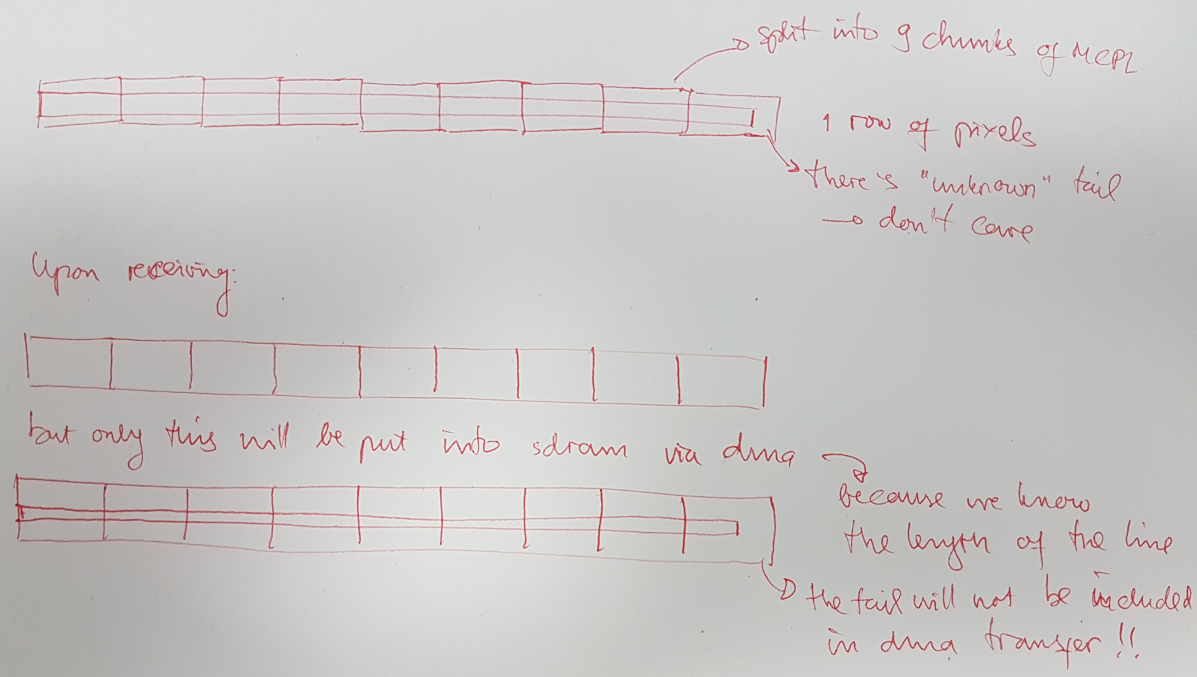 split into 9 chunks of MCPL
1 row of pixels
there's "unknown" tail
→ don't care
Upon receiving:
but only this will be put into sdram via dma
because we know
the length of the line
the tail will not be included
in dma transfer!!